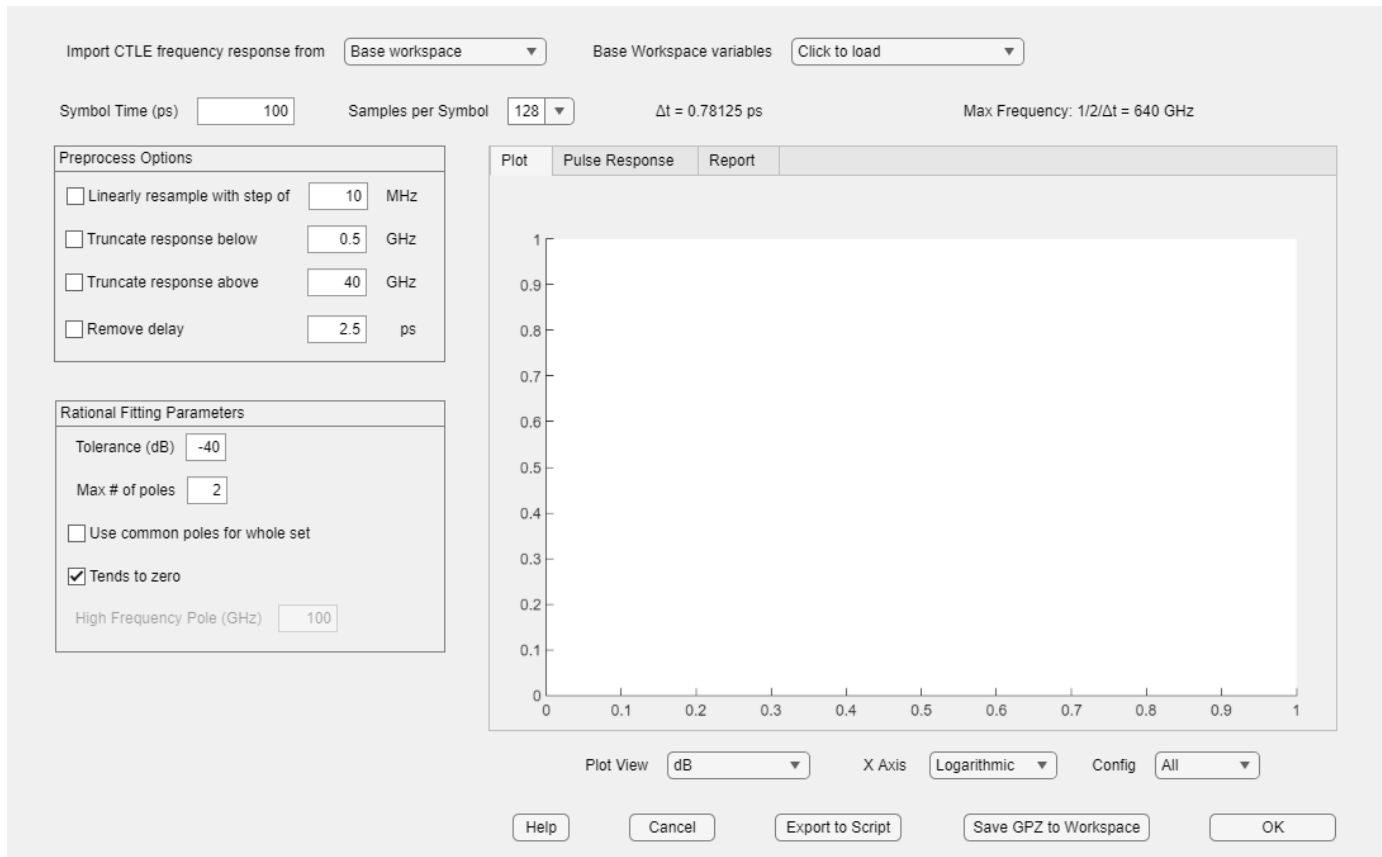 Import CTLE frequency response from Base workspace Base Workspace variables Click to load
Symbol Time (ps) 100 Samples per Symbol 128 Δt = 0.78125 ps Max Frequency: 1/2/Δt = 640 GHz
Preprocess Options
Linearly resample with step of 10 MHz
Truncate response below 0.5 GHz
Truncate response above 40 GHz
Remove delay 2.5 ps
Rational Fitting Parameters
Tolerance (dB) -40
Max # of poles 2
Use common poles for whole set
Tends to zero
High Frequency Pole (GHz) 100
Plot Pulse Response Report
1
0.9
0.8
0.7
0.6
0.5
0.4
0.3
0.2
0.1
0
0 0.1 0.2 0.3 0.4 0.5 0.6 0.7 0.8 0.9 1
Plot View dB X Axis Logarithmic Config All
Help Cancel Export to Script Save GPZ to Workspace OK